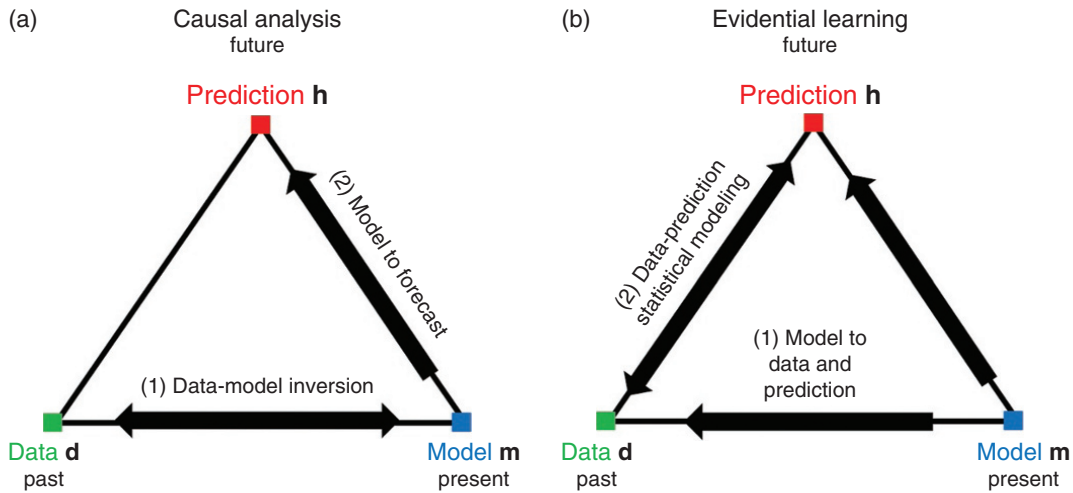 (a)
Causal analysis
future
Prediction h
(2) Model to forecast
(1) Data-model inversion
Data d
past
Model m
present
(b)
Evidential learning
future
Prediction h
(2) Data-prediction
statistical modeling
(1) Model to
data and
prediction
Data d
past
Model m
present